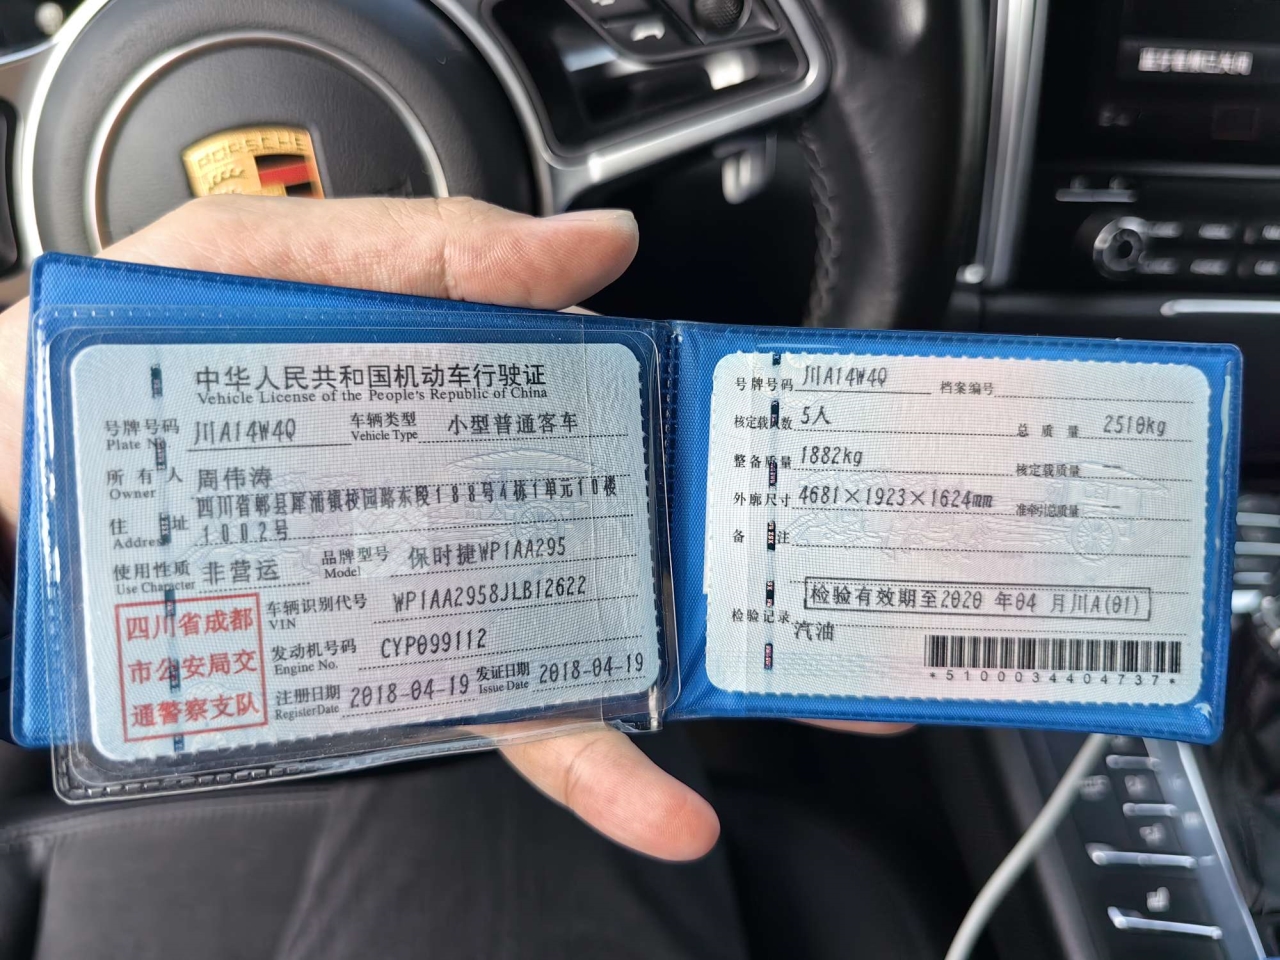 PORSCHE
中华人民共和国机动车行驶证
Vehicle License of the People's Republic of China
号牌号码 川A14W4Q 车辆类型 小型普通客车
Plate No. Vehicle Type
所有人 周伟涛
Owner
住址 四川省郫县犀浦镇校园路东段188号4栋1单元10楼
Address 1002号
使用性质 非营运 品牌型号 保时捷WP1AA295
Use Character Model
四川省成都
市公安局交
通警察支队
车辆识别代号 WP1AA2958JLB12622
VIN
发动机号码 CYP099112
Engine No.
注册日期 2018-04-19 发证日期 2018-04-19
Register Date Issue Date
号牌号码 川A14W4Q 档案编号
核定载人数 5人 总质量 2510kg
整备质量 1882kg 核定载质量
外廓尺寸 4681×1923×1624mm 准牵引总质量
备注
检验有效期至2020 年04 月川A(01)
检验记录
汽油
*5100034404737*